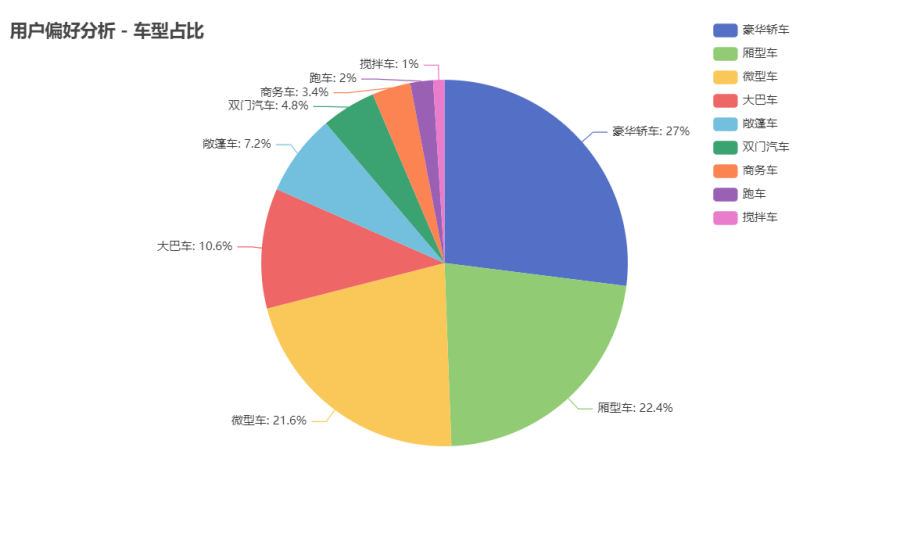 用户偏好分析 - 车型占比
豪华轿车
厢型车
微型车
大巴车
敞篷车
双门汽车
商务车
跑车
搅拌车
搅拌车: 1%
跑车: 2%
商务车: 3.4%
双门汽车: 4.8%
豪华轿车: 27%
敞篷车: 7.2%
大巴车: 10.6%
厢型车: 22.4%
微型车: 21.6%